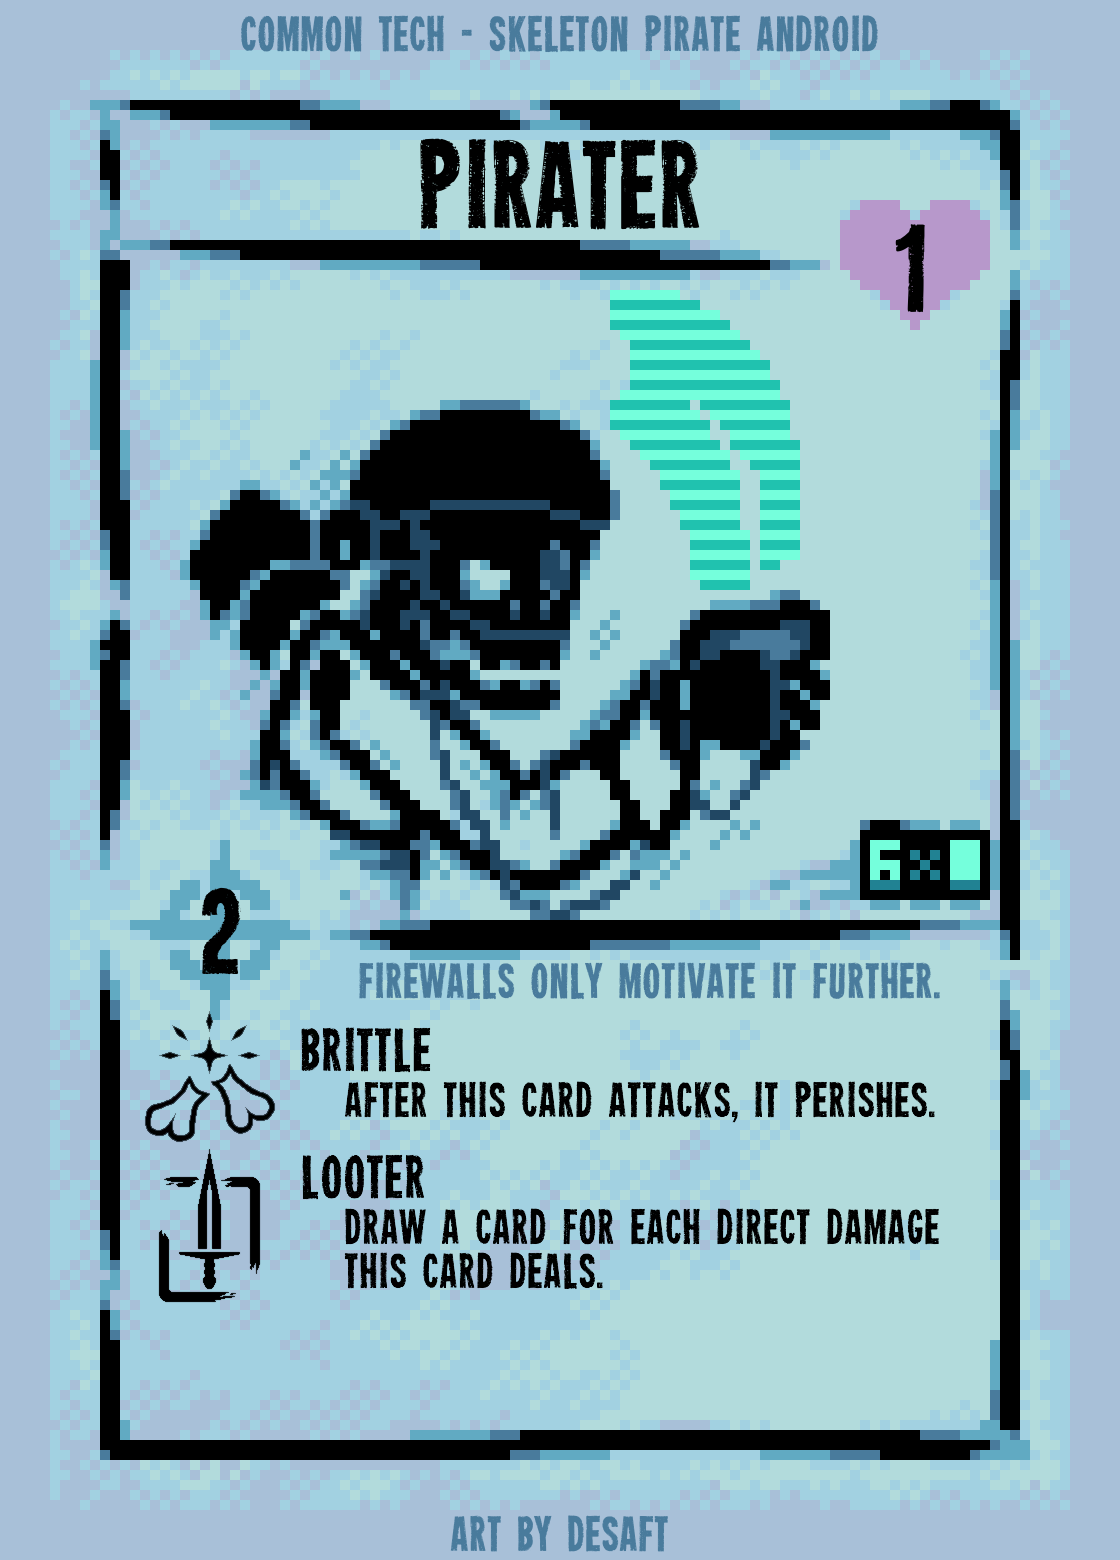 COMMON TECH - SKELETON PIRATE ANDROID
PIRATER
1
6
2
FIREWALLS ONLY MOTIVATE IT FURTHER.
BRITTLE
AFTER THIS CARD ATTACKS, IT PERISHES.
LOOTER
DRAW A CARD FOR EACH DIRECT DAMAGE
THIS CARD DEALS.
ART BY DESAFT